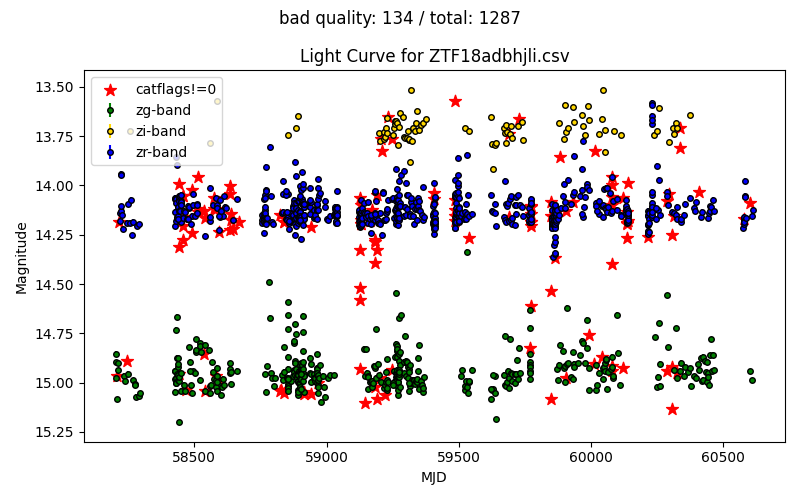 bad quality: 134 / total: 1287
Light Curve for ZTF18adbhjli.csv
catflags!=0
zg-band
zi-band
zr-band
Magnitude
13.50
13.75
14.00
14.25
14.50
14.75
15.00
15.25
58500 59000 59500 60000 60500
MJD